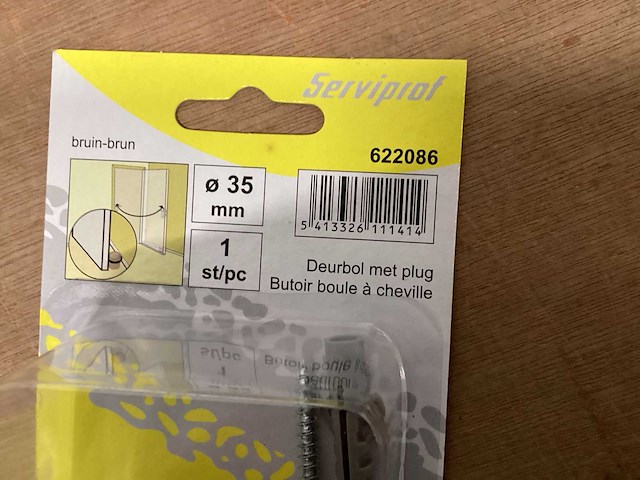 Serviprof
622086
bruin-brun
ø 35
mm
5 413326 111414
1
st/pc
Deurbol met plug
Butoir boule à cheville